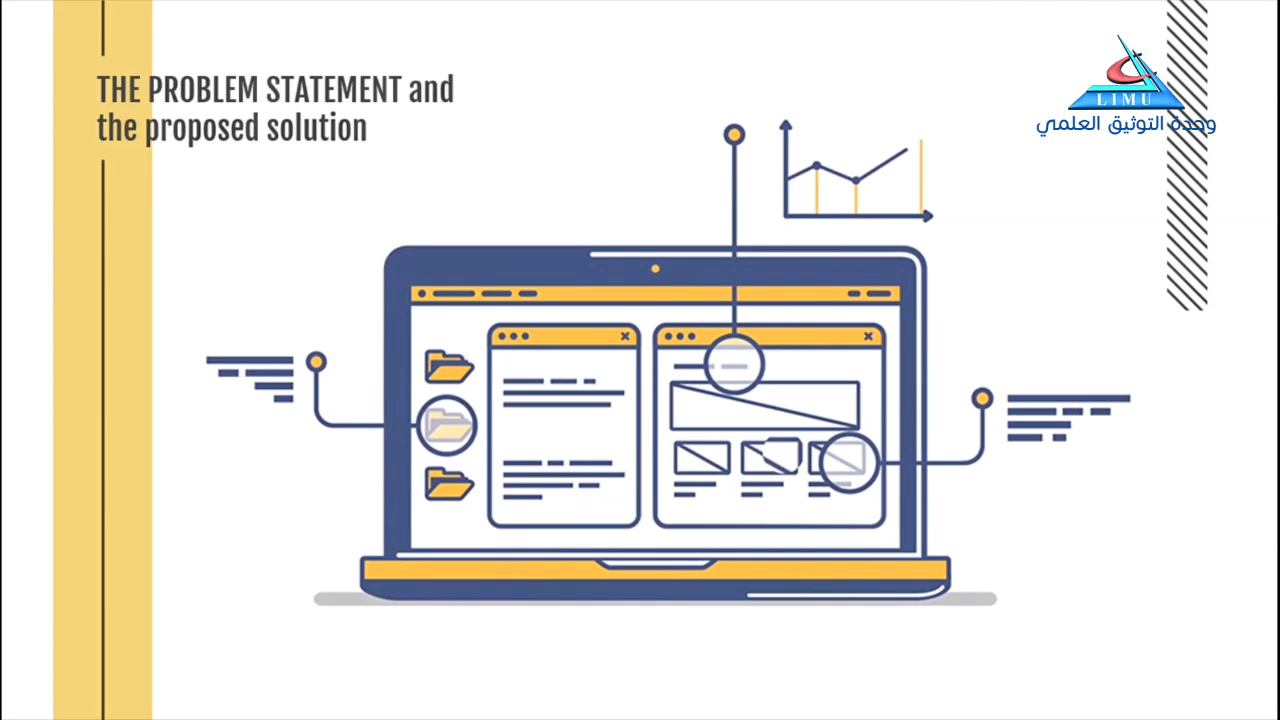 THE PROBLEM STATEMENT and
the proposed solution
LIMU
وحدة التوثيق العلمي